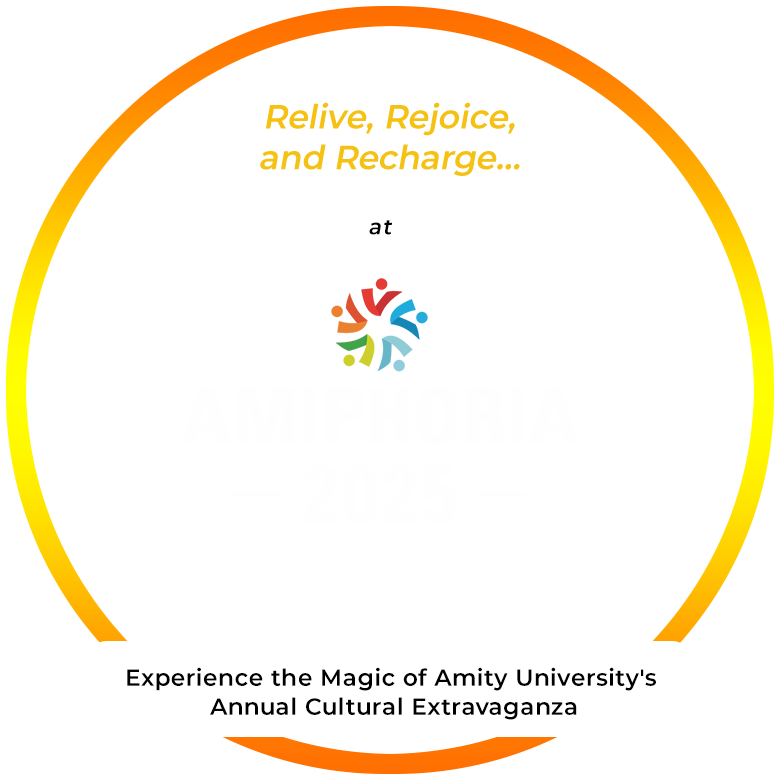 Relive, Rejoice,
and Recharge...
at
AMIPHORIA
2025
Experience the Magic of Amity University's
Annual Cultural Extravaganza